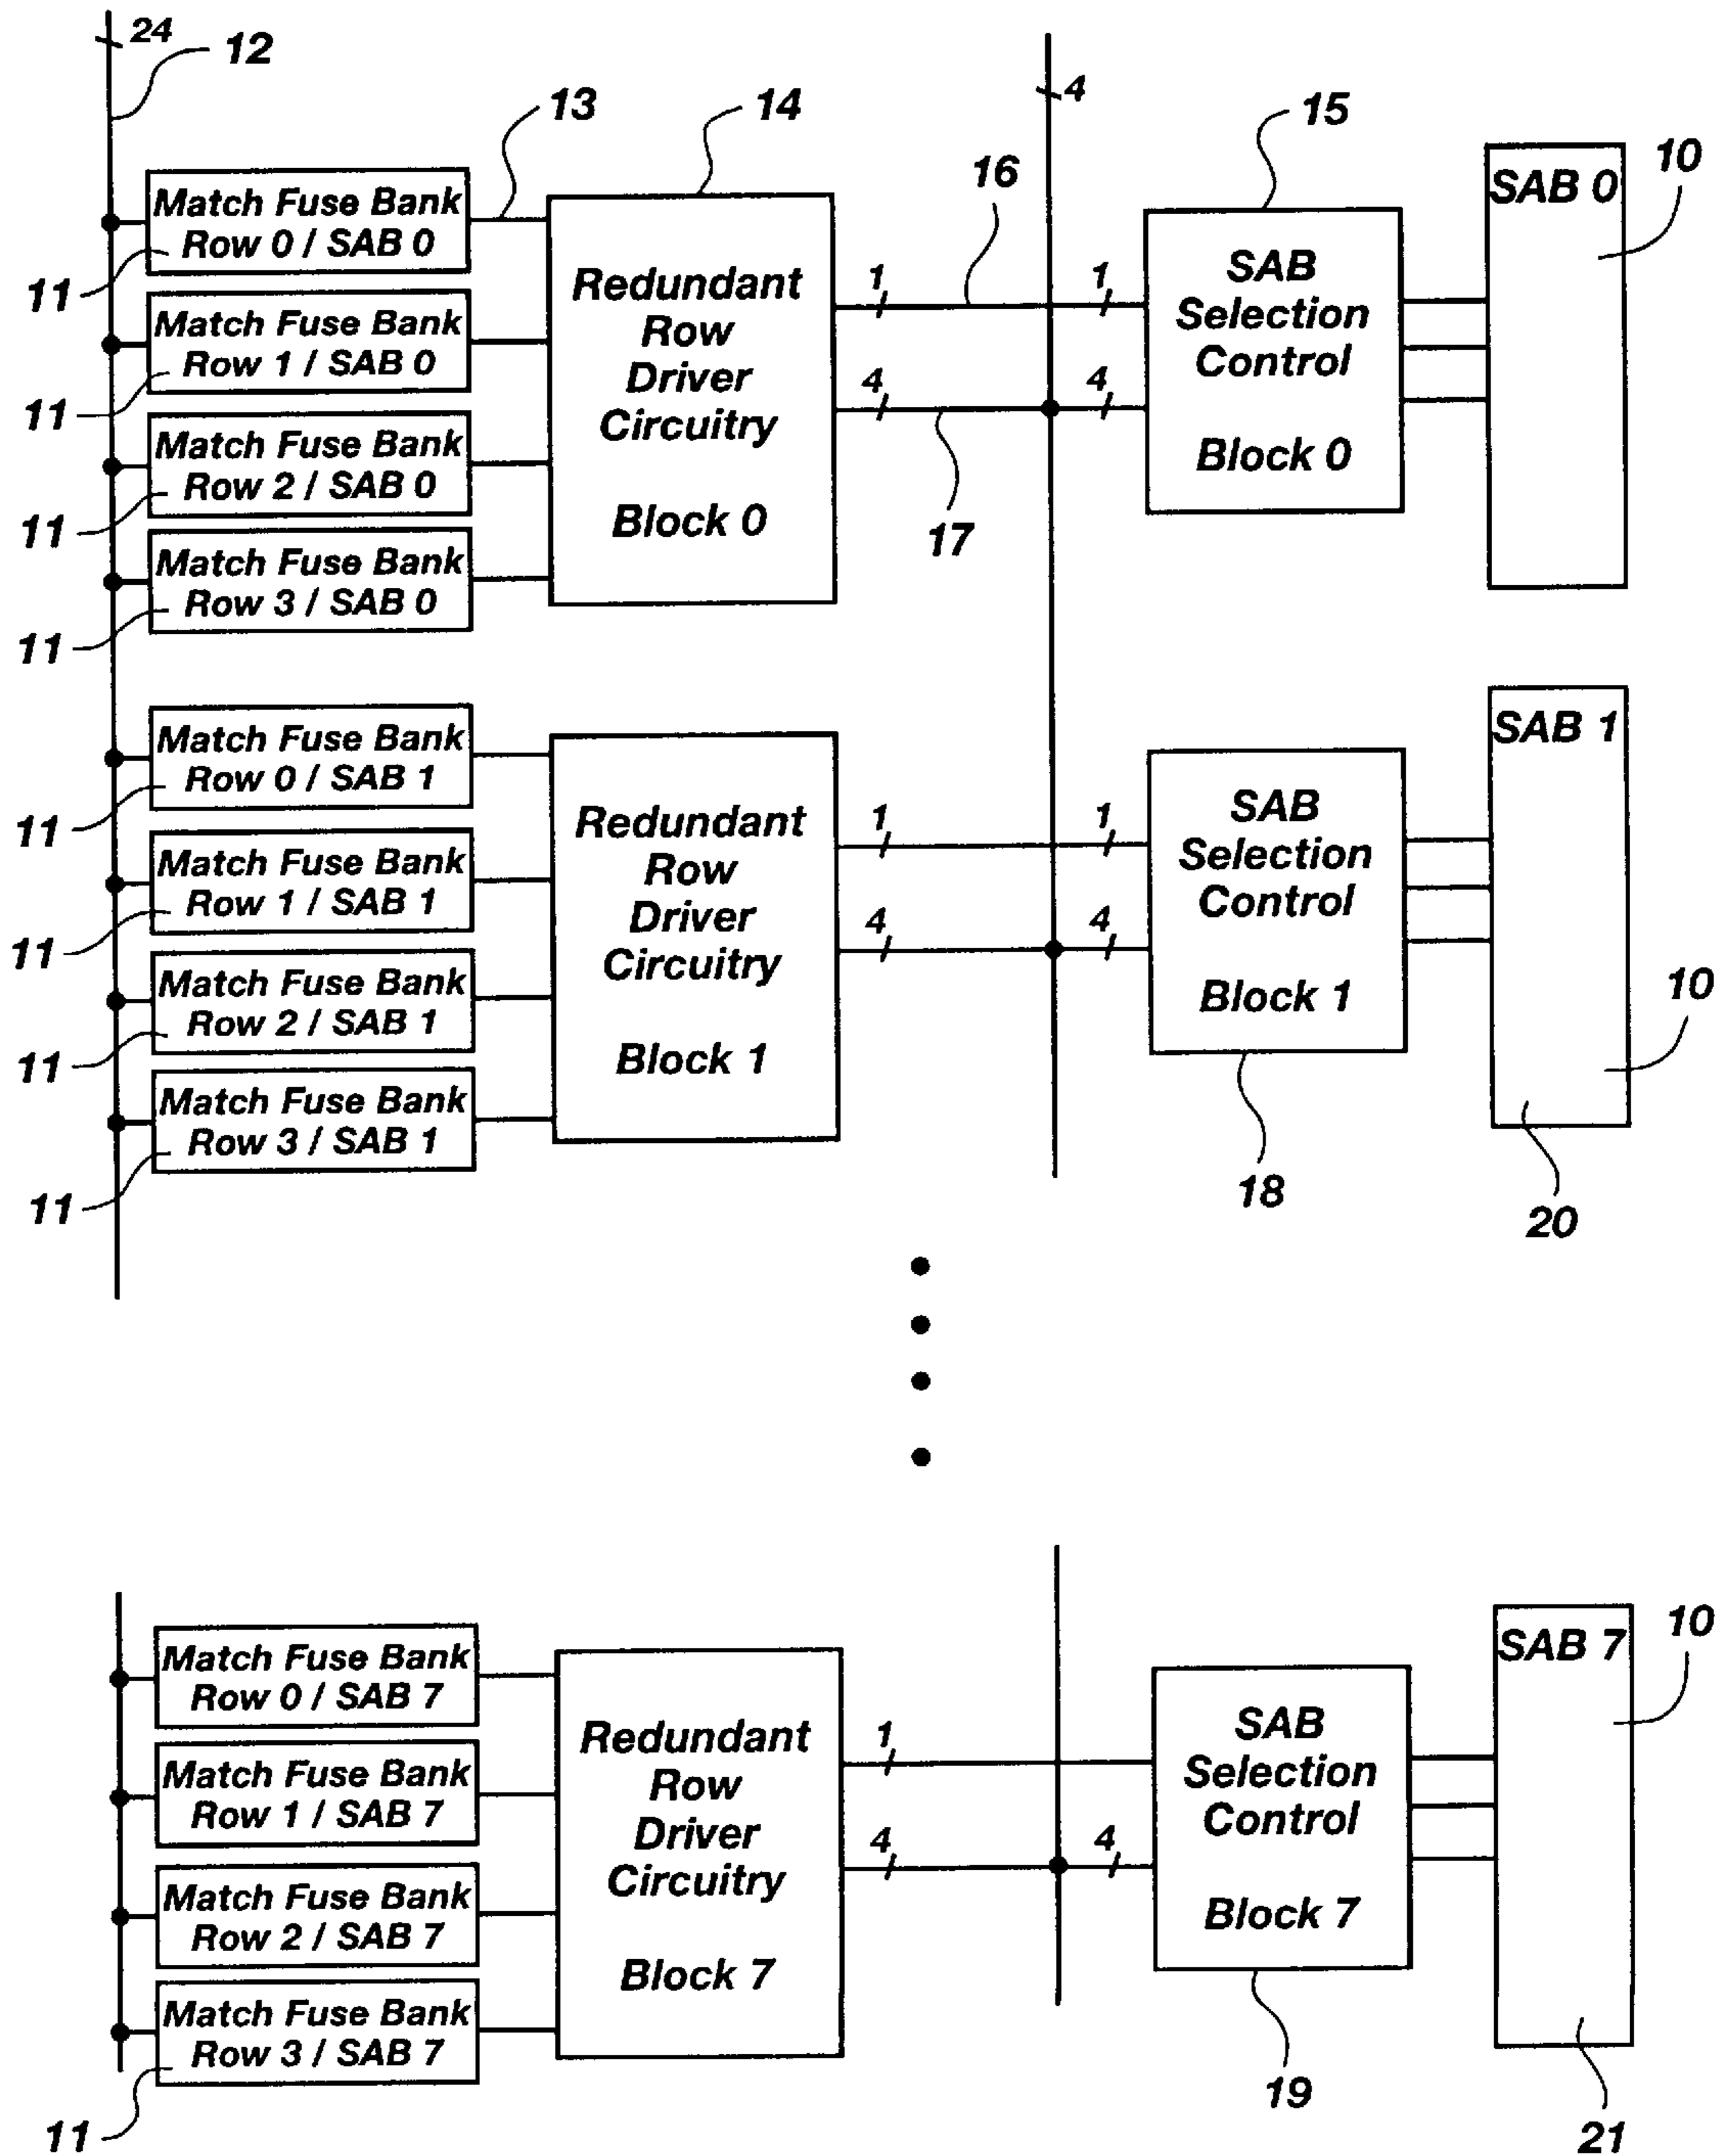 24
12
13
14
4
15
16
10
SAB 0
Match Fuse Bank
Row 0 / SAB 0
11
Match Fuse Bank
Row 1 / SAB 0
11
Match Fuse Bank
Row 2 / SAB 0
11
Match Fuse Bank
Row 3 / SAB 0
11
Redundant
Row
Driver
Circuitry
Block 0
1
1
4
4
17
SAB
Selection
Control
Block 0
Match Fuse Bank
Row 0 / SAB 1
11
Match Fuse Bank
Row 1 / SAB 1
11
Match Fuse Bank
Row 2 / SAB 1
11
Match Fuse Bank
Row 3 / SAB 1
11
Redundant
Row
Driver
Circuitry
Block 1
1
1
4
4
SAB
Selection
Control
Block 1
18
SAB 1
10
20
Match Fuse Bank
Row 0 / SAB 7
Match Fuse Bank
Row 1 / SAB 7
Match Fuse Bank
Row 2 / SAB 7
Match Fuse Bank
Row 3 / SAB 7
11
Redundant
Row
Driver
Circuitry
Block 7
1
4
4
SAB
Selection
Control
Block 7
19
SAB 7
10
21